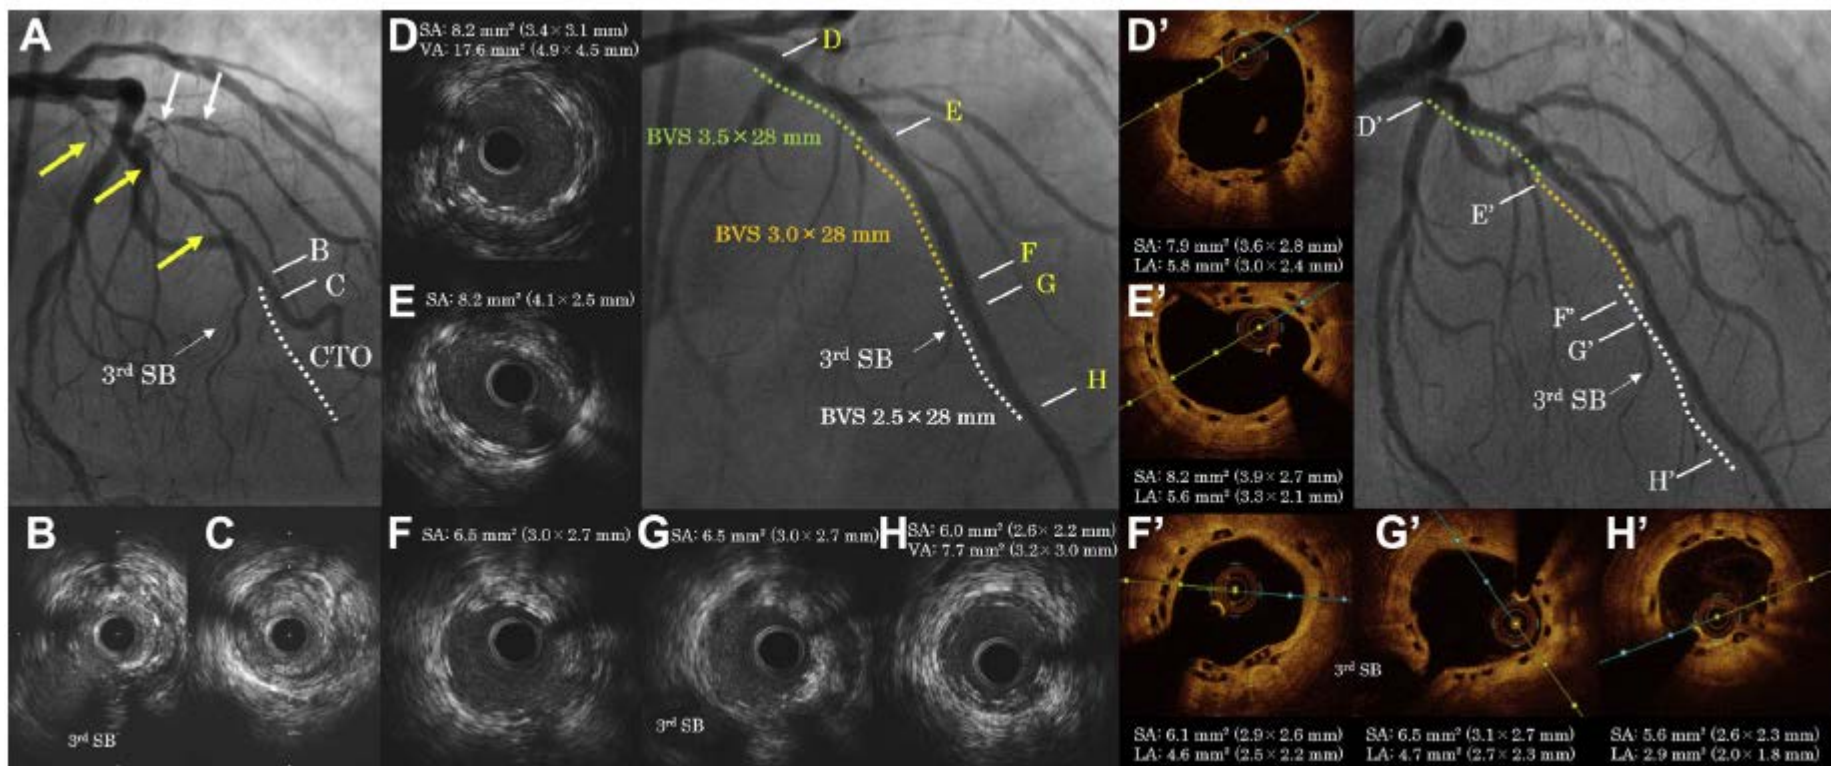 A
B
C
3rd SB
CTO
D
SA: 8.2 mm² (3.4×3.1 mm)
VA: 17.6 mm² (4.9×4.5 mm)
E
SA: 8.2 mm² (4.1×2.5 mm)
D
E
BVS 3.5×28 mm
BVS 3.0×28 mm
F
G
3rd SB
H
BVS 2.5×28 mm
D’
SA: 7.9 mm² (3.6×2.8 mm)
LA: 5.8 mm² (3.0×2.4 mm)
E’
SA: 8.2 mm² (3.9×2.7 mm)
LA: 5.6 mm² (3.3×2.1 mm)
D’
E’
F’
G’
3rd SB
H’
B
3rd SB
C
F
SA: 6.5 mm² (3.0×2.7 mm)
G
SA: 6.5 mm² (3.0×2.7 mm)
3rd SB
H
SA: 6.0 mm² (2.6×2.2 mm)
VA: 7.7 mm² (3.2×3.0 mm)
F’
SA: 6.1 mm² (2.9×2.6 mm)
LA: 4.6 mm² (2.5×2.2 mm)
G’
3rd SB
SA: 6.5 mm² (3.1×2.7 mm)
LA: 4.7 mm² (2.7×2.3 mm)
H’
SA: 5.6 mm² (2.6×2.3 mm)
LA: 2.9 mm² (2.0×1.8 mm)